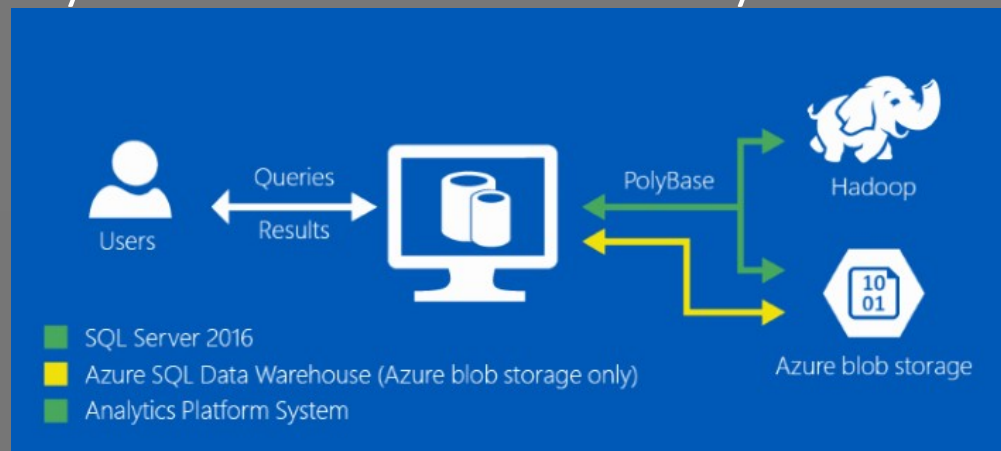 Queries
PolyBase
Hadoop
Users
Results
10
01
SQL Server 2016
Azure SQL Data Warehouse (Azure blob storage only)
Azure blob storage
Analytics Platform System